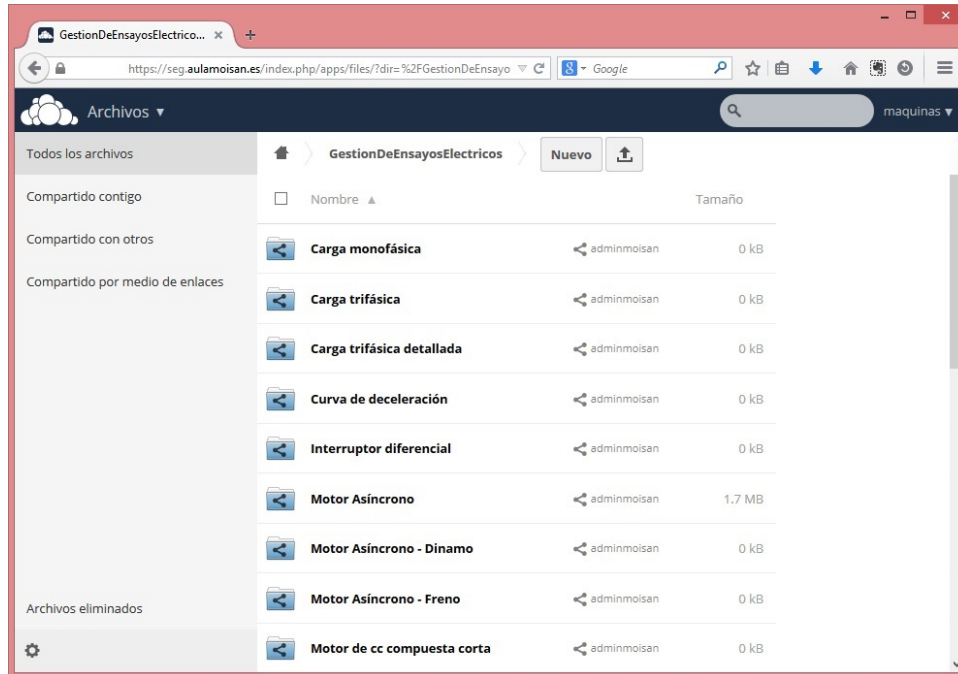 GestionDeEnsayosElectrico...
https://seg.aulamoisan.es/index.php/apps/files/?dir=%2FGestionDeEnsayo
8 Google
Archivos
maquinas
Todos los archivos
Compartido contigo
Compartido con otros
Compartido por medio de enlaces
Archivos eliminados
GestionDeEnsayosElectricos
Nuevo
Nombre Tamaño
Carga monofásica adminmoisan 0 kB
Carga trifásica adminmoisan 0 kB
Carga trifásica detallada adminmoisan 0 kB
Curva de deceleración adminmoisan 0 kB
Interruptor diferencial adminmoisan 0 kB
Motor Asíncrono adminmoisan 1.7 MB
Motor Asíncrono - Dinamo adminmoisan 0 kB
Motor Asíncrono - Freno adminmoisan 0 kB
Motor de cc compuesta corta adminmoisan 0 kB